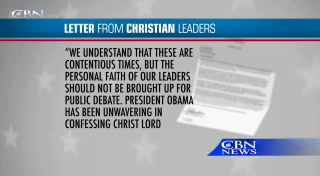 CBN
LETTER FROM CHRISTIAN LEADERS
"WE UNDERSTAND THAT THESE ARE
CONTENTIOUS TIMES, BUT THE
PERSONAL FAITH OF OUR LEADERS
SHOULD NOT BE BROUGHT UP FOR
PUBLIC DEBATE. PRESIDENT OBAMA
HAS BEEN UNWAVERING IN
CONFESSING CHRIST LORD
CBN
NEWS